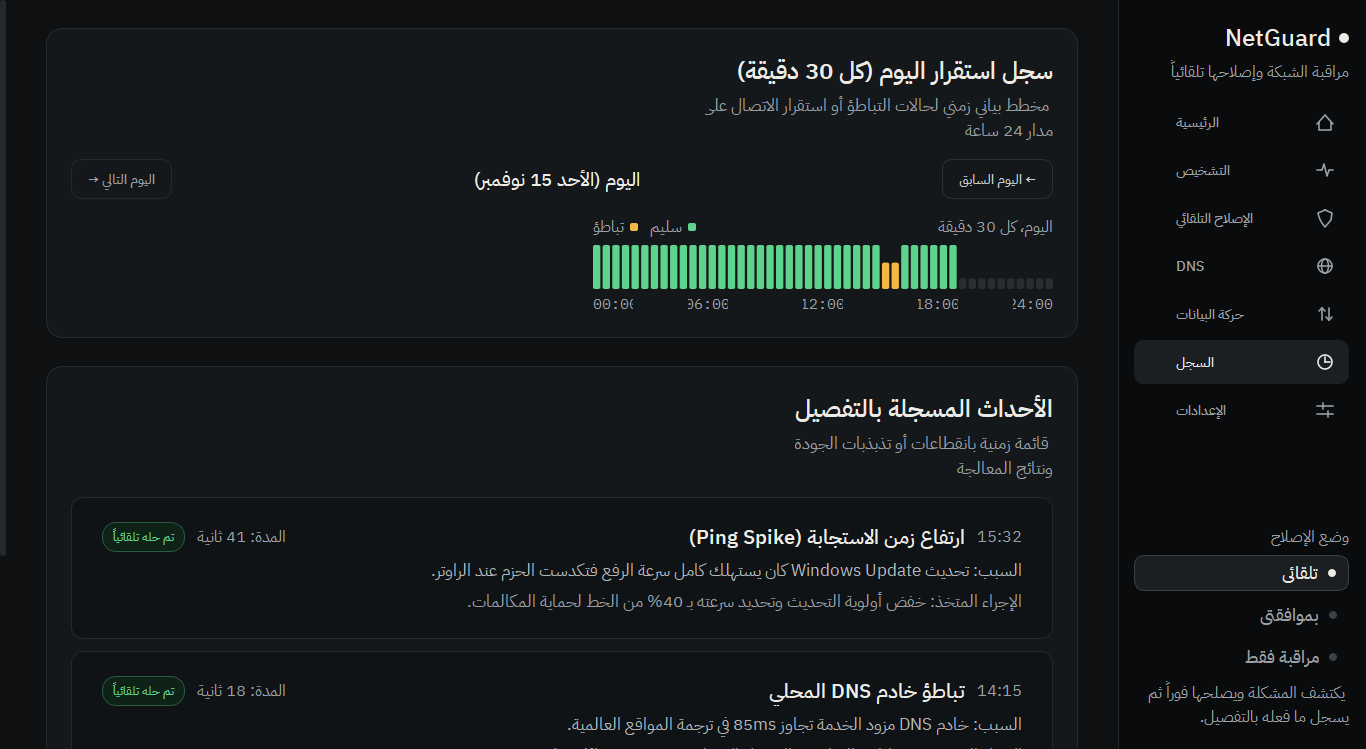 NetGuard
مراقبة الشبكة وإصلاحها تلقائياً
الرئيسية
التشخيص
الإصلاح التلقائي
DNS
حركة البيانات
السجل
الإعدادات
وضع الإصلاح
تلقائي
بموافقتي
مراقبة فقط
يكتشف المشكلة ويصلحها فوراً ثم
يسجل ما فعله بالتفصيل.
سجل استقرار اليوم (كل 30 دقيقة)
مخطط بياني زمني لحالات التباطؤ أو استقرار الاتصال على
مدار 24 ساعة
← اليوم السابق
اليوم (الأحد 15 نوفمبر)
اليوم التالي →
اليوم، كل 30 دقيقة
سليم
تباطؤ
00:00 06:00 12:00 18:00 24:00
الأحداث المسجلة بالتفصيل
قائمة زمنية بانقطاعات أو تذبذبات الجودة
ونتائج المعالجة
15:32 ارتفاع زمن الاستجابة (Ping Spike) المدة: 41 ثانية تم حله تلقائياً
السبب: تحديث Windows Update كان يستهلك كامل سرعة الرفع فتكدست الحزم عند الراوتر.
الإجراء المتخذ: خفض أولوية التحديث وتحديد سرعته بـ 40% من الخط لحماية المكالمات.
14:15 تباطؤ خادم DNS المحلي المدة: 18 ثانية تم حله تلقائياً
السبب: خادم DNS مزود الخدمة تجاوز 85ms في ترجمة المواقع العالمية.